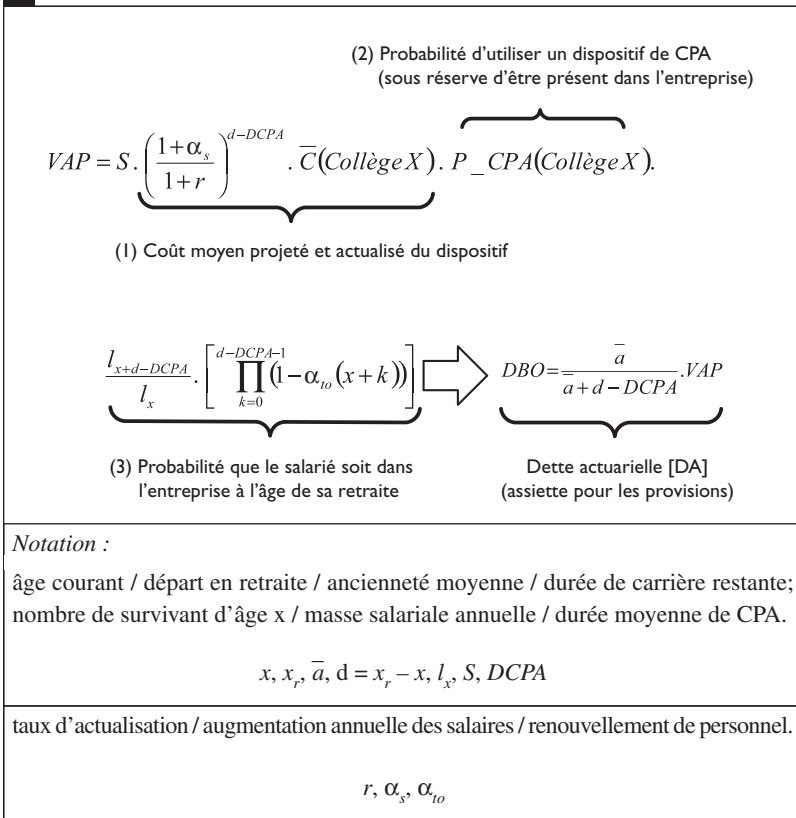 (2) Probabilité d'utiliser un dispositif de CPA
(sous réserve d'être présent dans l'entreprise)
VAP = S . ((1+α_s)/(1+r))^(d−DCPA) . C̅(Collège X) . P_CPA(Collège X).
(1) Coût moyen projeté et actualisé du dispositif
l_(x+d−DCPA)/l_x . [∏_(k=0)^(d−DCPA−1) (1−α_to (x+k))] ⇒ DBO = a̅/(a̅+d−DCPA) .VAP
(3) Probabilité que le salarié soit dans
l'entreprise à l'âge de sa retraite
Dette actuarielle [DA]
(assiette pour les provisions)
Notation :
âge courant / départ en retraite / ancienneté moyenne / durée de carrière restante;
nombre de survivant d'âge x / masse salariale annuelle / durée moyenne de CPA.
x, x_r, a̅, d = x_r – x, l_x, S, DCPA
taux d'actualisation / augmentation annuelle des salaires / renouvellement de personnel.
r, α_s, α_to